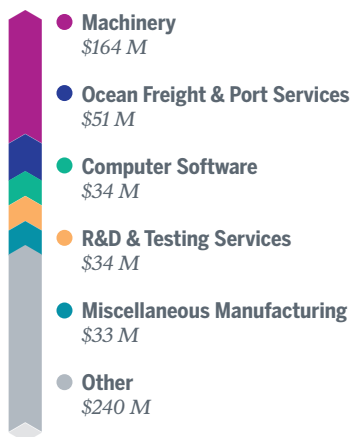 Machinery
$164 M
Ocean Freight & Port Services
$51 M
Computer Software
$34 M
R&D & Testing Services
$34 M
Miscellaneous Manufacturing
$33 M
Other
$240 M